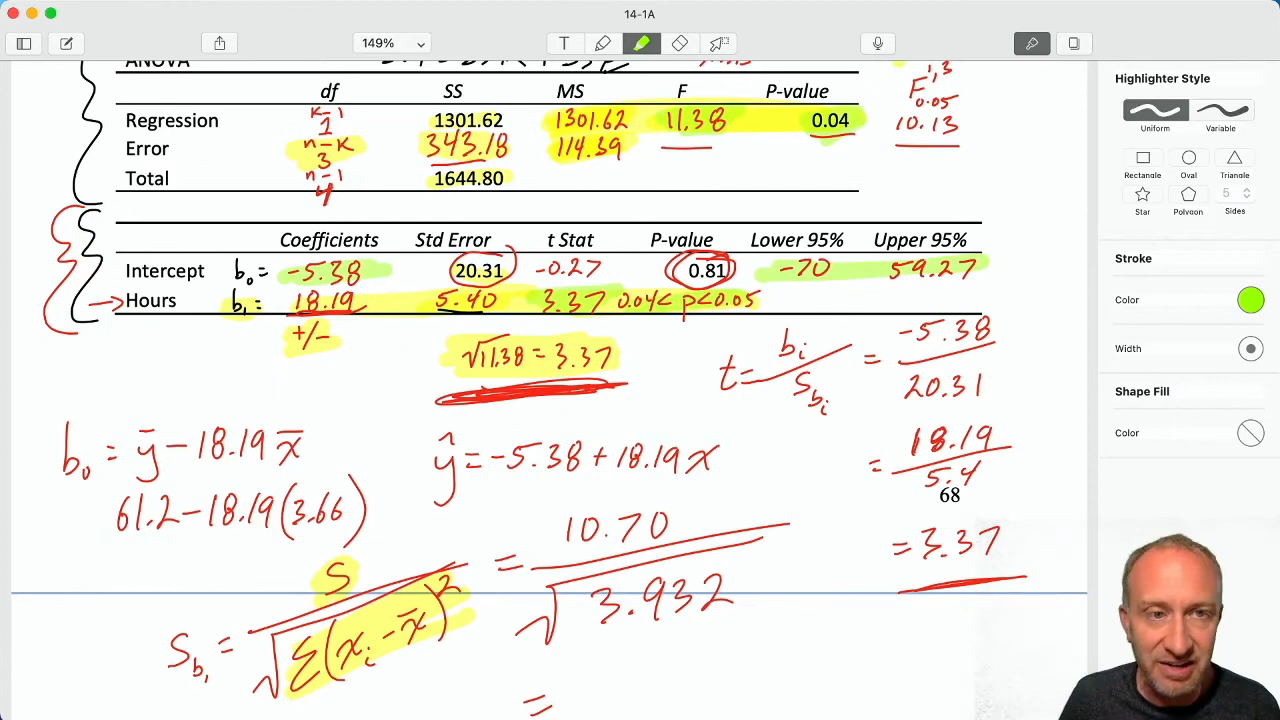 14-1A
149%
T
ANOVA
df SS MS F P-value
F 1,3 0.05
Regression k-1 1 1301.62 1301.62 11.38 0.04 10.13
Error n-k 3 343.18 114.39
Total n-1 4 1644.80
Coefficients Std Error t Stat P-value Lower 95% Upper 95%
Intercept b₀ = -5.38 20.31 -0.27 0.81 -70 59.27
Hours b₁ = 18.19 5.40 3.37 0.04< p<0.05
+/-
√11.38 = 3.37
t = bᵢ / S_bᵢ = -5.38 / 20.31
= 18.19 / 5.4
68
= 3.37
b₀ = ȳ - 18.19 x̄
61.2 - 18.19(3.66)
ŷ = -5.38 + 18.19x
S_b₁ = S / √Σ(xᵢ - x̄)² = 10.70 / √3.932
=
Highlighter Style
Uniform Variable
Rectangle Oval Triangle
Star Polygon 5 Sides
Stroke
Color
Width
Shape Fill
Color